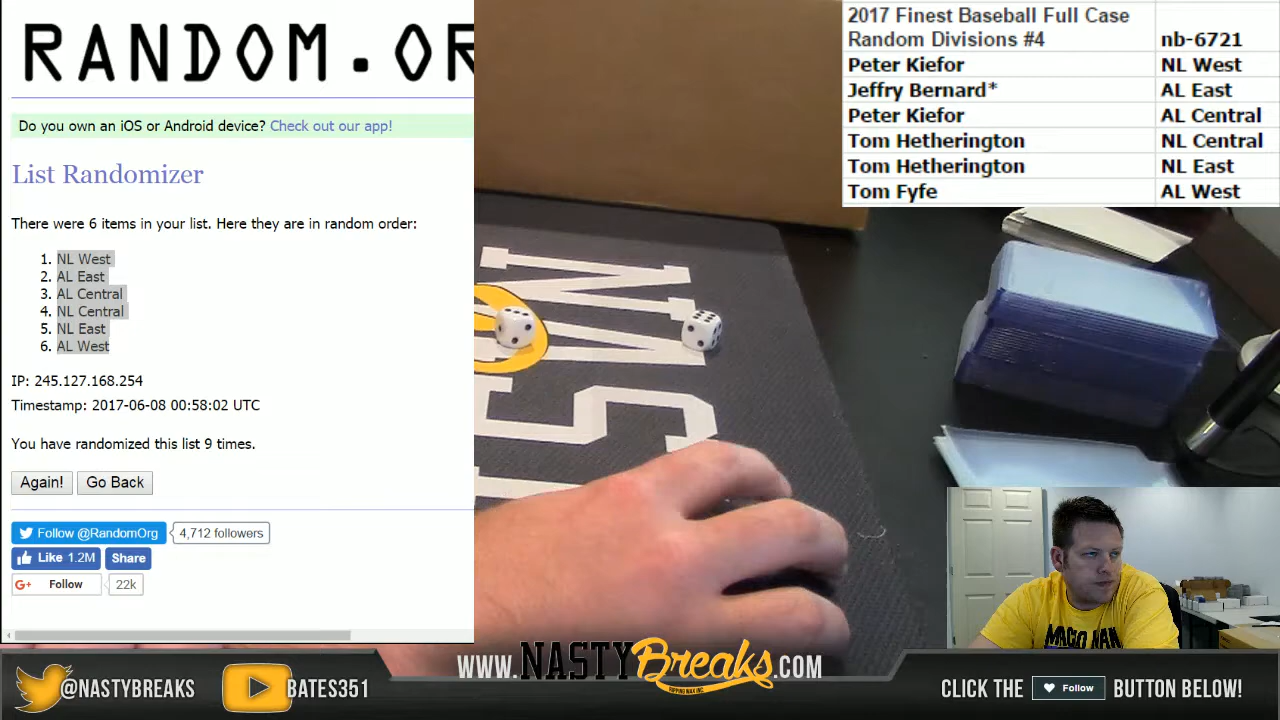 RANDOM.OR
Do you own an iOS or Android device? Check out our app!
List Randomizer
There were 6 items in your list. Here they are in random order:
1. NL West
2. AL East
3. AL Central
4. NL Central
5. NL East
6. AL West
IP: 245.127.168.254
Timestamp: 2017-06-08 00:58:02 UTC
You have randomized this list 9 times.
Again! Go Back
Follow @RandomOrg 4,712 followers
Like 1.2M Share
G+ Follow 22k
2017 Finest Baseball Full Case
Random Divisions #4 nb-6721
Peter Kiefor NL West
Jeffry Bernard* AL East
Peter Kiefor AL Central
Tom Hetherington NL Central
Tom Hetherington NL East
Tom Fyfe AL West
@NASTYBREAKS
BATES351
WWW.NASTYBreaks.COM
RIPPING WAX INC
CLICK THE Follow BUTTON BELOW!